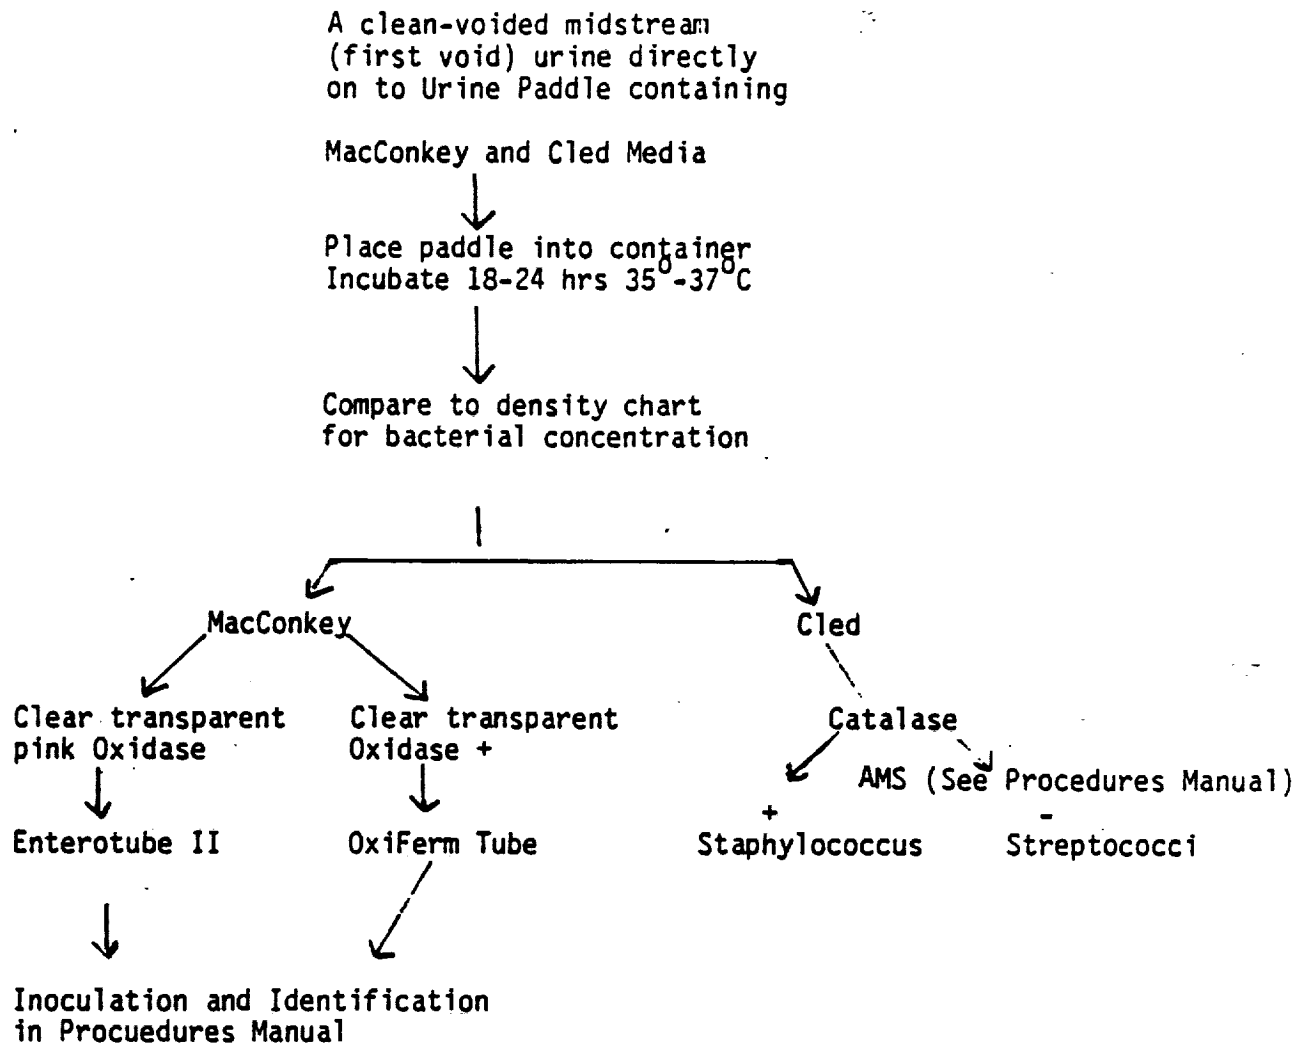 A clean-voided midstream
(first void) urine directly
on to Urine Paddle containing
MacConkey and Cled Media
Place paddle into container
Incubate 18-24 hrs 35°-37°C
Compare to density chart
for bacterial concentration
MacConkey
Cled
Clear transparent
pink Oxidase
Clear transparent
Oxidase +
Catalase
AMS (See Procedures Manual)
+
-
Enterotube II
OxiFerm Tube
Staphylococcus
Streptococci
Inoculation and Identification
in Procuedures Manual